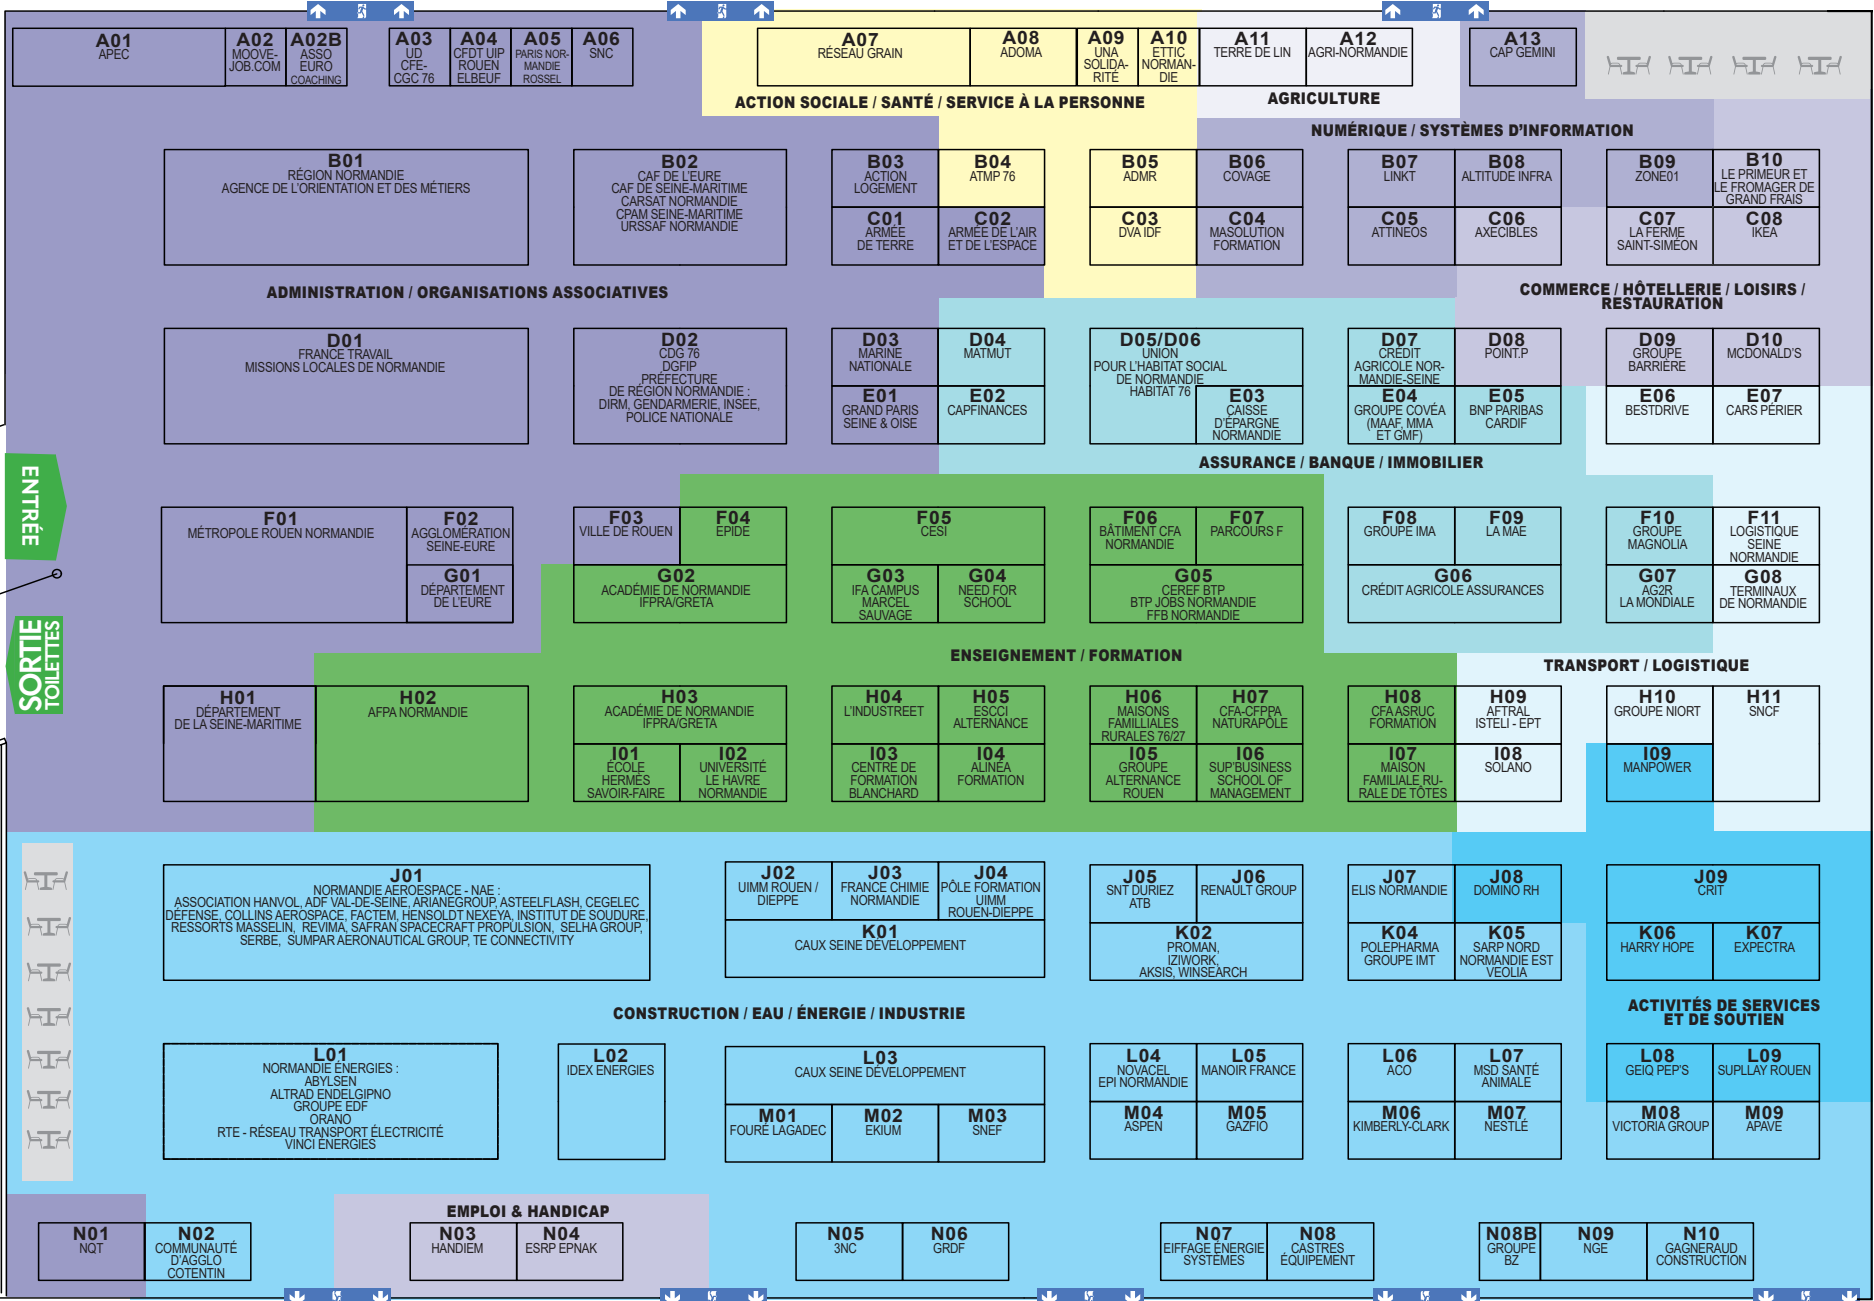 A01
APEC
A02
MOOVE-
JOB.COM
A02B
ASSO
EURO
COACHING
A03
UD
CFE-
CGC 76
A04
CFDT UIP
ROUEN
ELBEUF
A05
PARIS NOR-
MANDIE
ROSSEL
A06
SNC
A07
RÉSEAU GRAIN
A08
ADOMA
A09
UNA
SOLIDA-
RITÉ
A10
ETTIC
NORMAN-
DIE
A11
TERRE DE LIN
A12
AGRI-NORMANDIE
A13
CAP GEMINI
ACTION SOCIALE / SANTÉ / SERVICE À LA PERSONNE
AGRICULTURE
NUMÉRIQUE / SYSTÈMES D'INFORMATION
B01
RÉGION NORMANDIE
AGENCE DE L'ORIENTATION ET DES MÉTIERS
B02
CAF DE L'EURE
CAF DE SEINE-MARITIME
CARSAT NORMANDIE
CPAM SEINE-MARITIME
URSSAF NORMANDIE
B03
ACTION
LOGEMENT
B04
ATMP 76
B05
ADMR
B06
COVAGE
B07
LINKT
B08
ALTITUDE INFRA
B09
ZONE01
B10
LE PRIMEUR ET
LE FROMAGER DE
GRAND FRAIS
C01
ARMÉE
DE TERRE
C02
ARMÉE DE L'AIR
ET DE L'ESPACE
C03
DVA IDF
C04
MASOLUTION
FORMATION
C05
ATTINEOS
C06
AXECIBLES
C07
LA FERME
SAINT-SIMÉON
C08
IKEA
ADMINISTRATION / ORGANISATIONS ASSOCIATIVES
COMMERCE / HÔTELLERIE / LOISIRS /
RESTAURATION
D01
FRANCE TRAVAIL
MISSIONS LOCALES DE NORMANDIE
D02
CDG 76
DGFIP
PRÉFECTURE
DE RÉGION NORMANDIE :
DIRM, GENDARMERIE, INSEE,
POLICE NATIONALE
D03
MARINE
NATIONALE
D04
MATMUT
D05/D06
UNION
POUR L'HABITAT SOCIAL
DE NORMANDIE
HABITAT 76
D07
CRÉDIT
AGRICOLE NOR-
MANDIE-SEINE
D08
POINT.P
D09
GROUPE
BARRIÈRE
D10
MCDONALD'S
E01
GRAND PARIS
SEINE & OISE
E02
CAPFINANCES
E03
CAISSE
D'ÉPARGNE
NORMANDIE
E04
GROUPE COVÉA
(MAAF, MMA
ET GMF)
E05
BNP PARIBAS
CARDIF
E06
BESTDRIVE
E07
CARS PÉRIER
ASSURANCE / BANQUE / IMMOBILIER
ENTRÉE
F01
MÉTROPOLE ROUEN NORMANDIE
F02
AGGLOMÉRATION
SEINE-EURE
F03
VILLE DE ROUEN
F04
EPIDE
F05
CESI
F06
BÂTIMENT CFA
NORMANDIE
F07
PARCOURS F
F08
GROUPE IMA
F09
LA MAE
F10
GROUPE
MAGNOLIA
F11
LOGISTIQUE
SEINE
NORMANDIE
G01
DÉPARTEMENT
DE L'EURE
G02
ACADÉMIE DE NORMANDIE
IFPRA/GRETA
G03
IFA CAMPUS
MARCEL
SAUVAGE
G04
NEED FOR
SCHOOL
G05
CEREF BTP
BTP JOBS NORMANDIE
FFB NORMANDIE
G06
CRÉDIT AGRICOLE ASSURANCES
G07
AG2R
LA MONDIALE
G08
TERMINAUX
DE NORMANDIE
SORTIE
TOILETTES
ENSEIGNEMENT / FORMATION
TRANSPORT / LOGISTIQUE
H01
DÉPARTEMENT
DE LA SEINE-MARITIME
H02
AFPA NORMANDIE
H03
ACADÉMIE DE NORMANDIE
IFPRA/GRETA
H04
L'INDUSTREET
H05
ESCCI
ALTERNANCE
H06
MAISONS
FAMILLIALES
RURALES 76/27
H07
CFA-CFPPA
NATURAPÔLE
H08
CFA ASRUC
FORMATION
H09
AFTRAL
ISTELI - EPT
H10
GROUPE NIORT
H11
SNCF
I01
ÉCOLE
HERMÈS
SAVOIR-FAIRE
I02
UNIVERSITÉ
LE HAVRE
NORMANDIE
I03
CENTRE DE
FORMATION
BLANCHARD
I04
ALINÉA
FORMATION
I05
GROUPE
ALTERNANCE
ROUEN
I06
SUP'BUSINESS
SCHOOL OF
MANAGEMENT
I07
MAISON
FAMILIALE RU-
RALE DE TÔTES
I08
SOLANO
I09
MANPOWER
J01
NORMANDIE AEROESPACE - NAE :
ASSOCIATION HANVOL, ADF VAL-DE-SEINE, ARIANEGROUP, ASTEELFLASH, CEGELEC
DÉFENSE, COLLINS AEROSPACE, FACTEM, HENSOLDT NEXEYA, INSTITUT DE SOUDURE,
RESSORTS MASSELIN, REVIMA, SAFRAN SPACECRAFT PROPULSION, SELHA GROUP,
SERBE, SUMPAR AERONAUTICAL GROUP, TE CONNECTIVITY
J02
UIMM ROUEN /
DIEPPE
J03
FRANCE CHIMIE
NORMANDIE
J04
PÔLE FORMATION
UIMM
ROUEN-DIEPPE
J05
SNT DURIEZ
ATB
J06
RENAULT GROUP
J07
ELIS NORMANDIE
J08
DOMINO RH
J09
CRIT
K01
CAUX SEINE DÉVELOPPEMENT
K02
PROMAN,
IZIWORK,
AKSIS, WINSEARCH
K04
POLEPHARMA
GROUPE IMT
K05
SARP NORD
NORMANDIE EST
VEOLIA
K06
HARRY HOPE
K07
EXPECTRA
CONSTRUCTION / EAU / ÉNERGIE / INDUSTRIE
ACTIVITÉS DE SERVICES
ET DE SOUTIEN
L01
NORMANDIE ÉNERGIES :
ABYLSEN
ALTRAD ENDELGIPNO
GROUPE EDF
ORANO
RTE - RÉSEAU TRANSPORT ÉLECTRICITÉ
VINCI ENERGIES
L02
IDEX ENERGIES
L03
CAUX SEINE DÉVELOPPEMENT
L04
NOVACEL
EPI NORMANDIE
L05
MANOIR FRANCE
L06
ACO
L07
MSD SANTÉ
ANIMALE
L08
GEIQ PEP'S
L09
SUPLLAY ROUEN
M01
FOURÉ LAGADEC
M02
EKIUM
M03
SNEF
M04
ASPEN
M05
GAZFIO
M06
KIMBERLY-CLARK
M07
NESTLÉ
M08
VICTORIA GROUP
M09
APAVE
EMPLOI & HANDICAP
N01
NQT
N02
COMMUNAUTÉ
D'AGGLO
COTENTIN
N03
HANDIEM
N04
ESRP EPNAK
N05
3NC
N06
GRDF
N07
EIFFAGE ÉNERGIE
SYSTÈMES
N08
CASTRES
ÉQUIPEMENT
N08B
GROUPE
BZ
N09
NGE
N10
GAGNERAUD
CONSTRUCTION